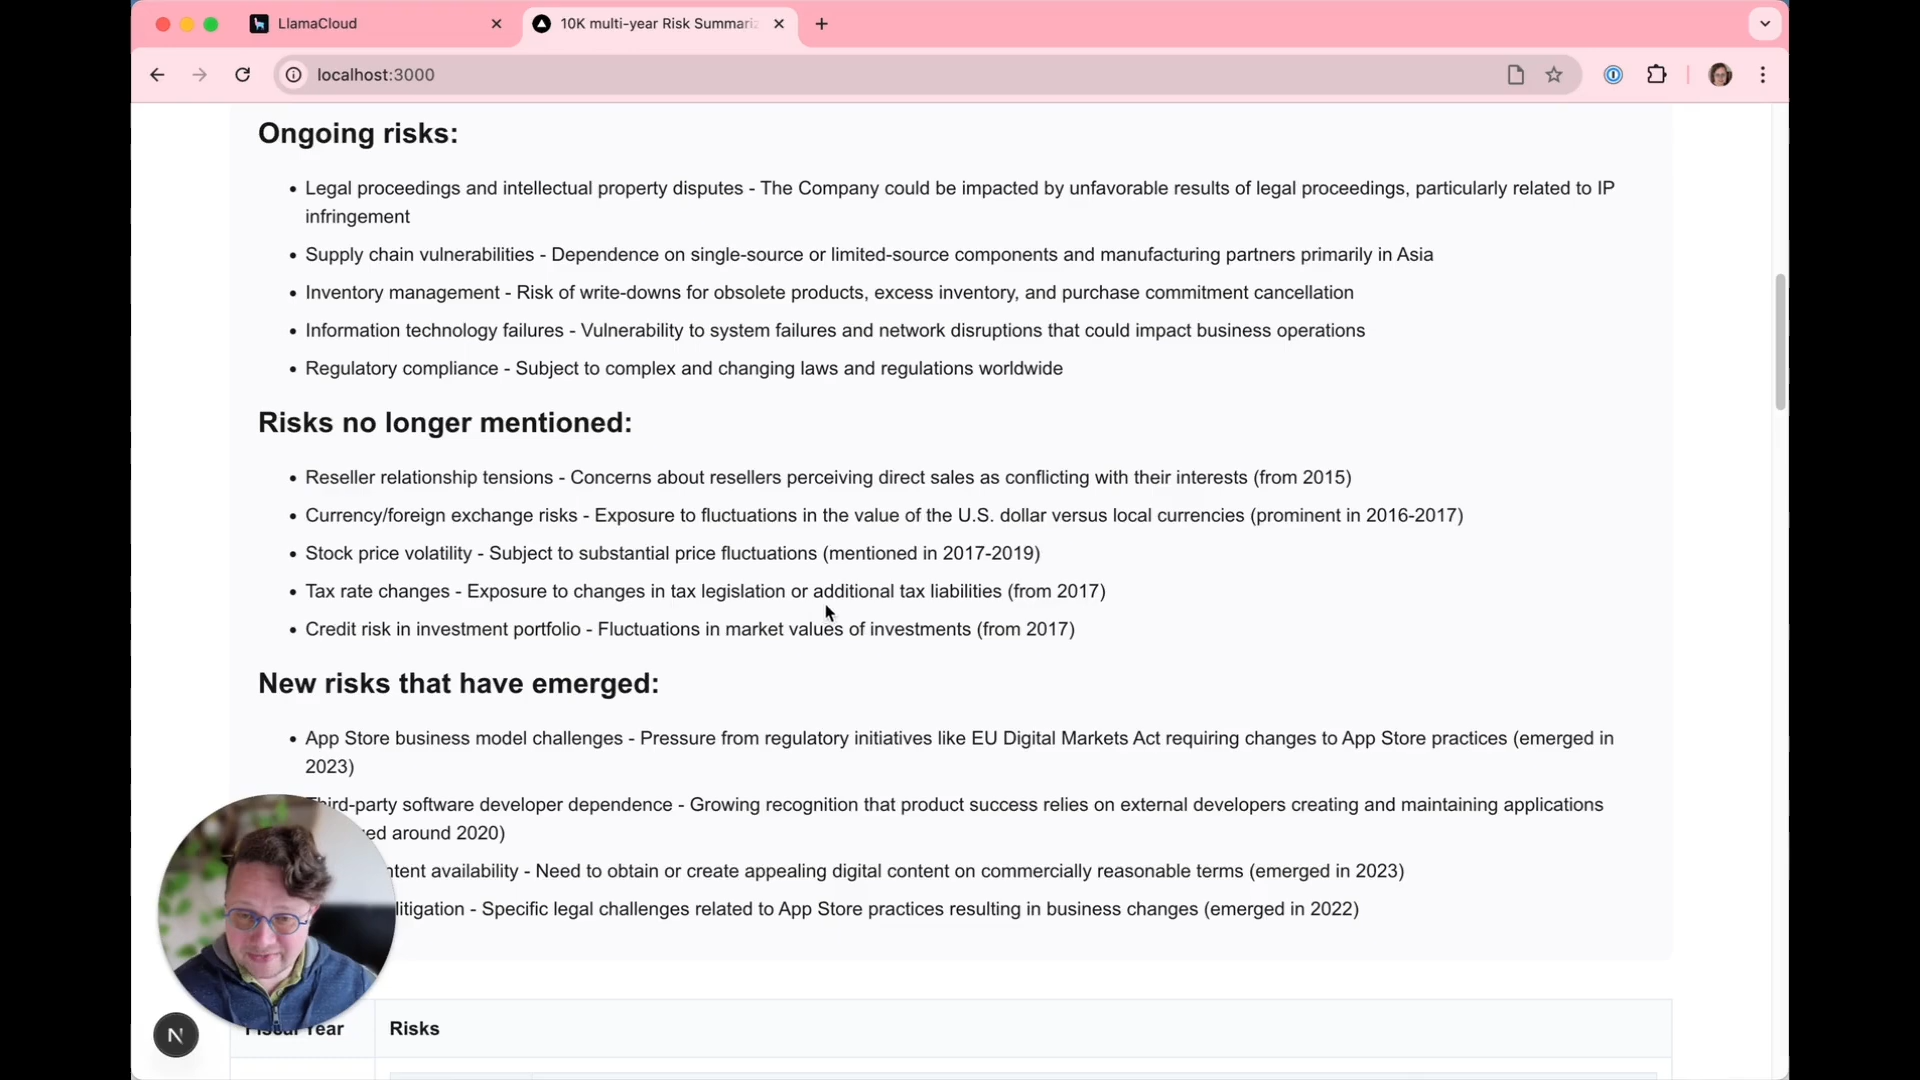 LlamaCloud
10K multi-year Risk Summariz
localhost:3000
Ongoing risks:
Legal proceedings and intellectual property disputes - The Company could be impacted by unfavorable results of legal proceedings, particularly related to IP
infringement
Supply chain vulnerabilities - Dependence on single-source or limited-source components and manufacturing partners primarily in Asia
Inventory management - Risk of write-downs for obsolete products, excess inventory, and purchase commitment cancellation
Information technology failures - Vulnerability to system failures and network disruptions that could impact business operations
Regulatory compliance - Subject to complex and changing laws and regulations worldwide
Risks no longer mentioned:
Reseller relationship tensions - Concerns about resellers perceiving direct sales as conflicting with their interests (from 2015)
Currency/foreign exchange risks - Exposure to fluctuations in the value of the U.S. dollar versus local currencies (prominent in 2016-2017)
Stock price volatility - Subject to substantial price fluctuations (mentioned in 2017-2019)
Tax rate changes - Exposure to changes in tax legislation or additional tax liabilities (from 2017)
Credit risk in investment portfolio - Fluctuations in market values of investments (from 2017)
New risks that have emerged:
App Store business model challenges - Pressure from regulatory initiatives like EU Digital Markets Act requiring changes to App Store practices (emerged in
2023)
Third-party software developer dependence - Growing recognition that product success relies on external developers creating and maintaining applications
around 2020)
availability - Need to obtain or create appealing digital content on commercially reasonable terms (emerged in 2023)
litigation - Specific legal challenges related to App Store practices resulting in business changes (emerged in 2022)
Fiscal Year Risks
N